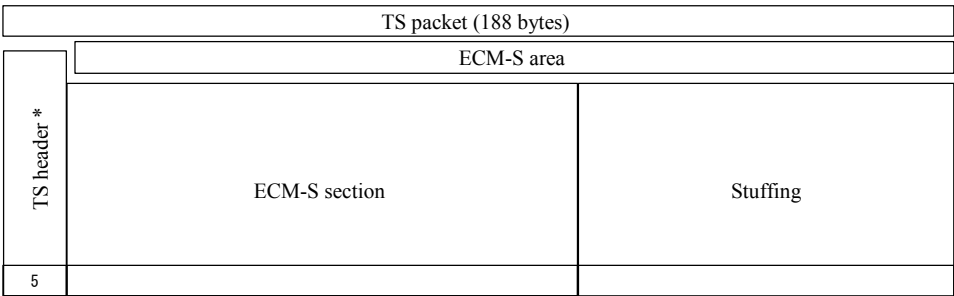 TS packet (188 bytes)
ECM-S area
TS header *
ECM-S section
Stuffing
5